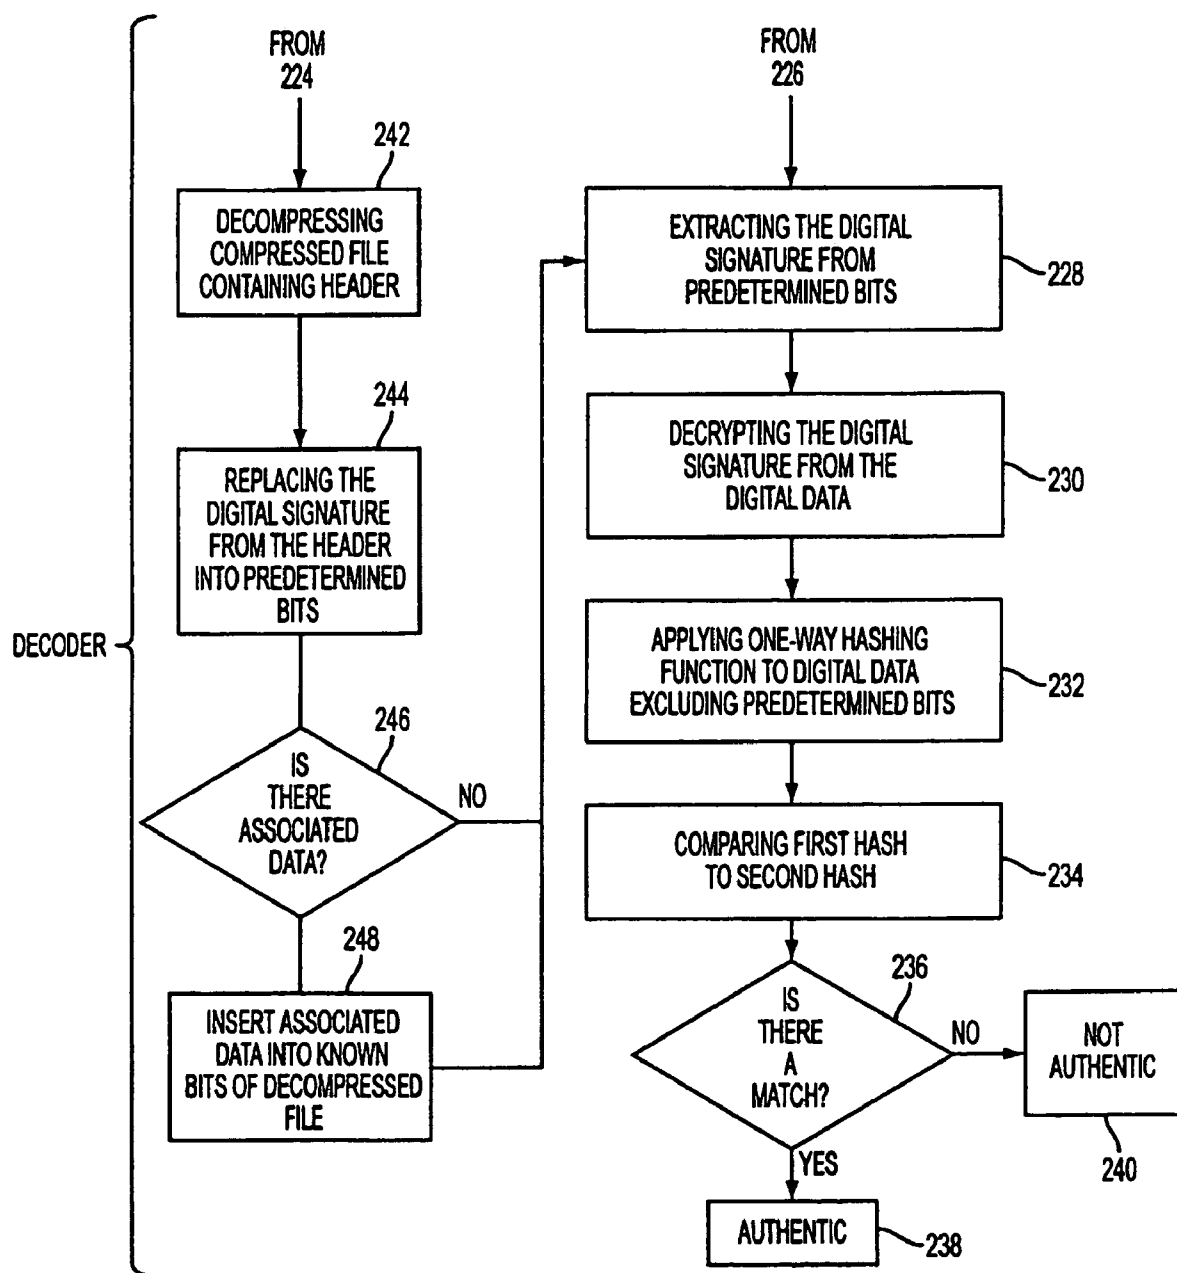 FROM
224
242
DECOMPRESSING
COMPRESSED FILE
CONTAINING HEADER
244
REPLACING THE
DIGITAL SIGNATURE
FROM THE HEADER
INTO PREDETERMINED
BITS
DECODER
246
IS
THERE
ASSOCIATED
DATA?
NO
248
INSERT ASSOCIATED
DATA INTO KNOWN
BITS OF DECOMPRESSED
FILE
FROM
226
EXTRACTING THE DIGITAL
SIGNATURE FROM
PREDETERMINED BITS
228
DECRYPTING THE DIGITAL
SIGNATURE FROM THE
DIGITAL DATA
230
APPLYING ONE-WAY HASHING
FUNCTION TO DIGITAL DATA
EXCLUDING PREDETERMINED BITS
232
COMPARING FIRST HASH
TO SECOND HASH
234
236
IS
THERE
A
MATCH?
NO
NOT
AUTHENTIC
240
YES
AUTHENTIC
238